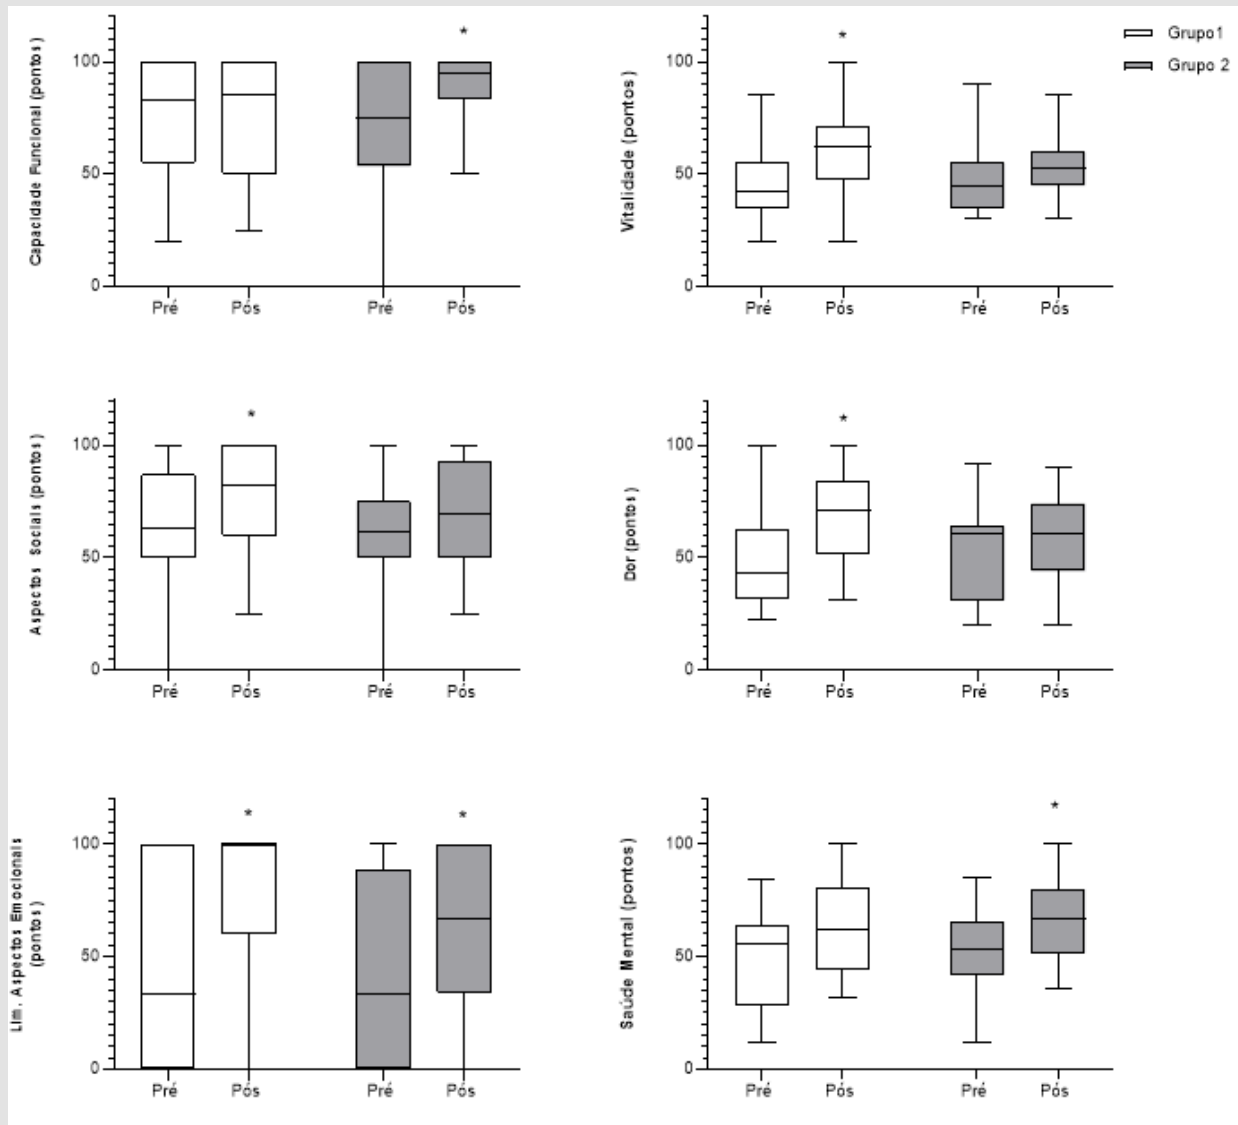 Capacidade Funcional (pontos)
100
50
0
*
Pré
Pós
Pré
Pós
Vitalidade (pontos)
100
50
0
*
Pré
Pós
Pré
Pós
Grupo1
Grupo 2
Aspectos Sociais (pontos)
100
50
0
*
Pré
Pós
Pré
Pós
Dor (pontos)
100
50
0
*
Pré
Pós
Pré
Pós
Lim. Aspectos Emocionais
(pontos)
100
50
0
*
*
Pré
Pós
Pré
Pós
Saúde Mental (pontos)
100
50
0
*
Pré
Pós
Pré
Pós